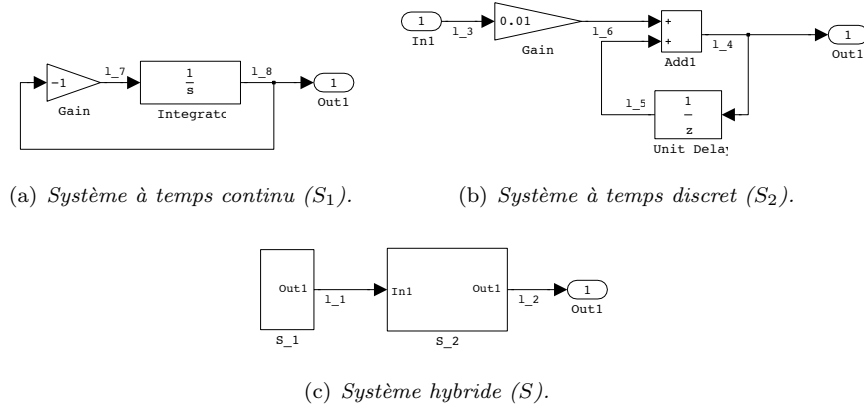 −1
Gain
l_7
1
s
Integrato
l_8
1
Out1
(a) Système à temps continu (S1).
1
In1
l_3
0.01
Gain
l_6
+
+
Add1
l_4
1
Out1
l_5
1
z
Unit Delay
(b) Système à temps discret (S2).
Out1
S_1
l_1
In1
Out1
S_2
l_2
1
Out1
(c) Système hybride (S).